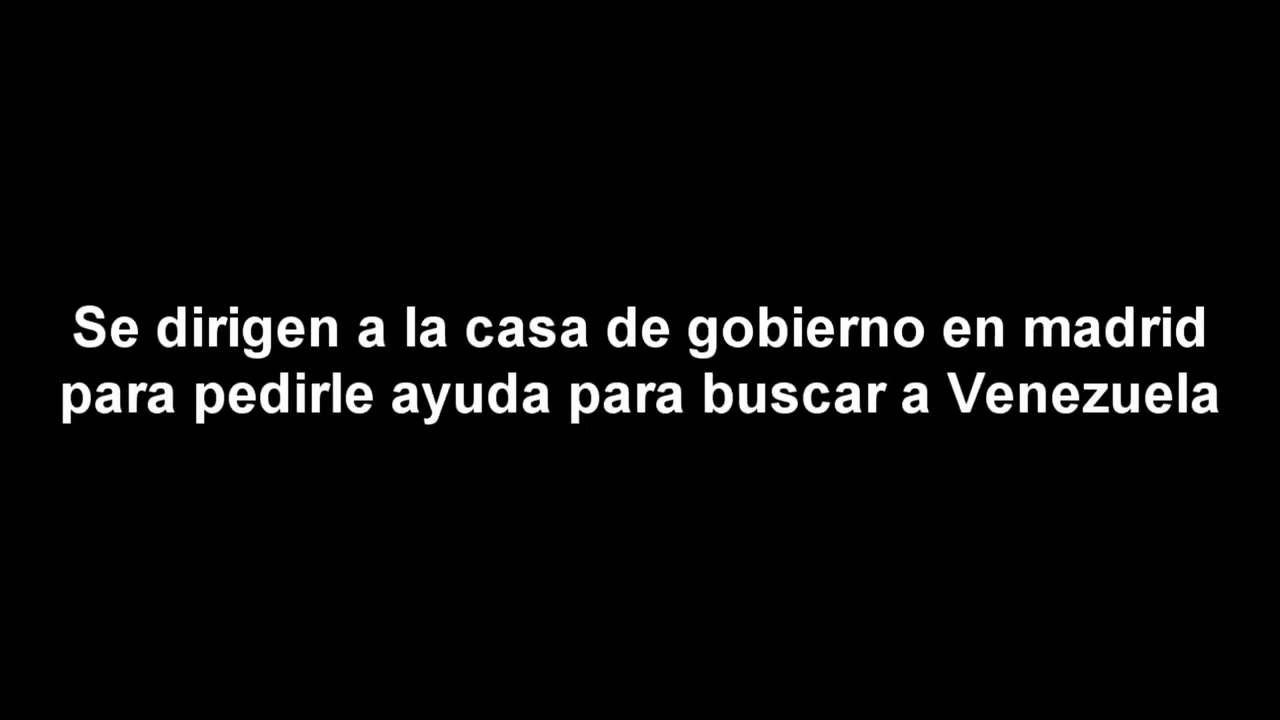 Se dirigen a la casa de gobierno en madrid
para pedirle ayuda para buscar a Venezuela